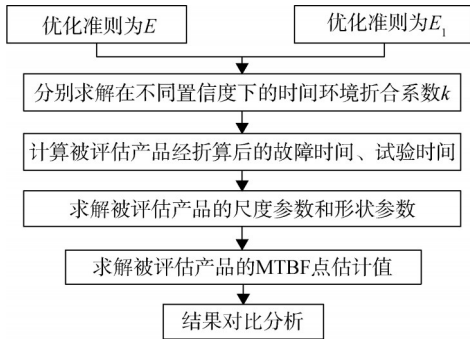 优化准则为E
优化准则为E₁
分别求解在不同置信度下的时间环境折合系数k
计算被评估产品经折算后的故障时间、试验时间
求解被评估产品的尺度参数和形状参数
求解被评估产品的MTBF点估计值
结果对比分析